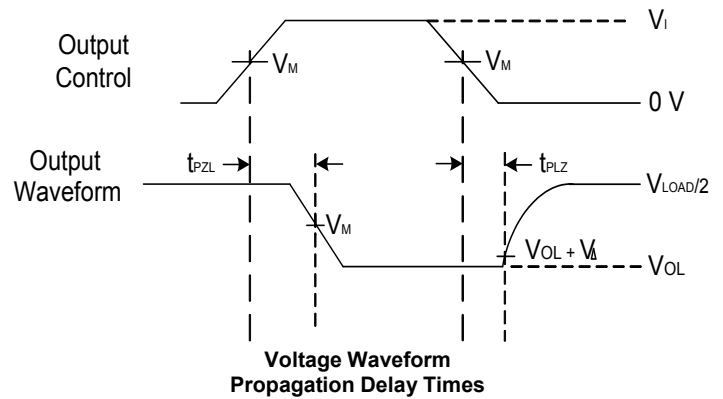 Output
Control
VM
VM
VI
0 V
Output
Waveform
tPZL
tPLZ
VLOAD/2
VM
VOL + VΔ
VOL
Voltage Waveform
Propagation Delay Times